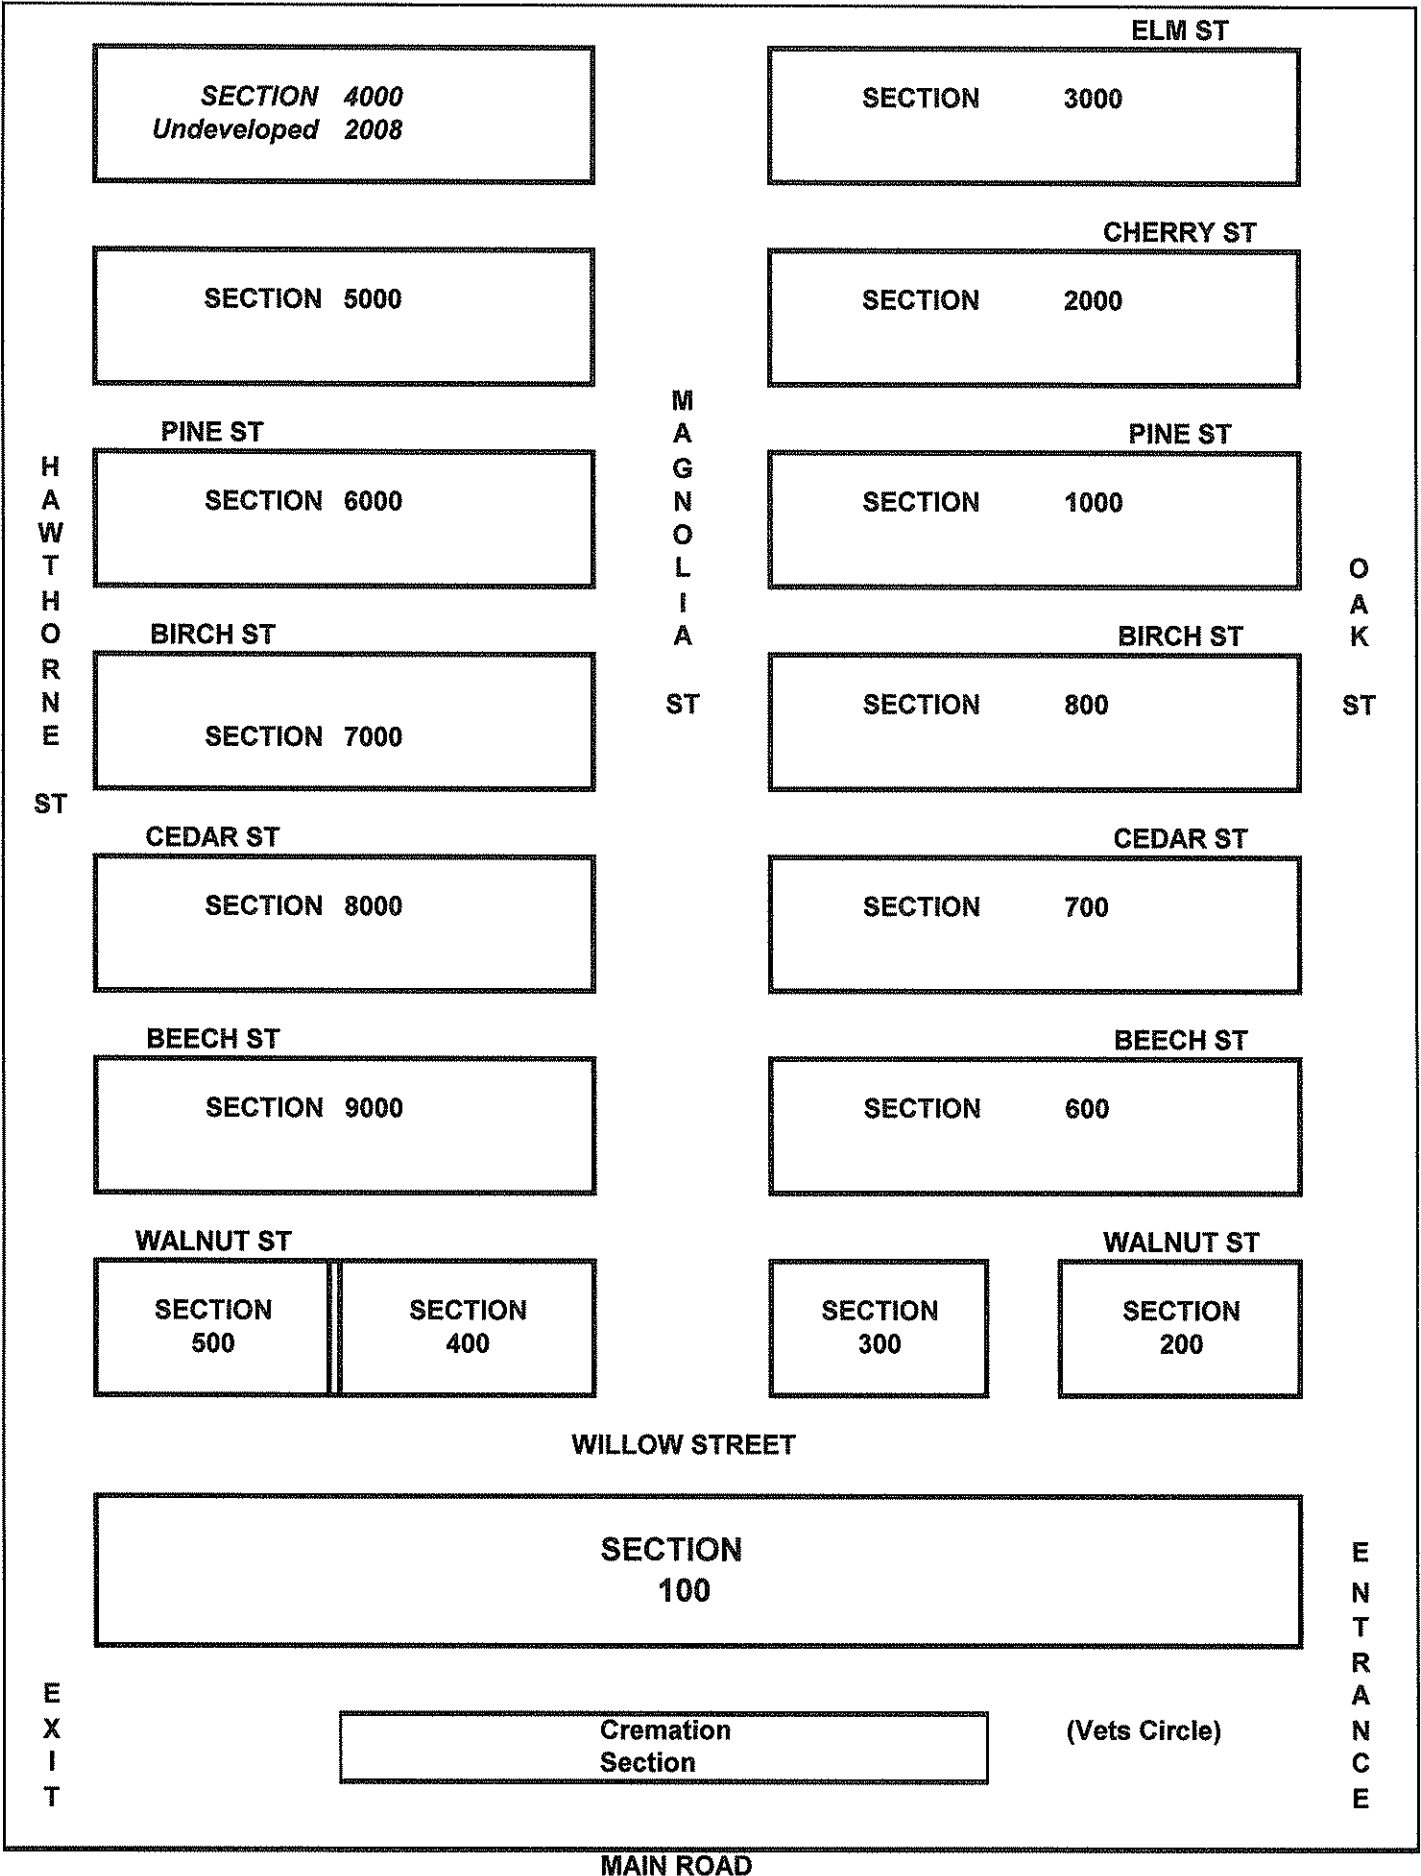 ELM ST
SECTION 4000
Undeveloped 2008
SECTION 3000
CHERRY ST
SECTION 5000
SECTION 2000
MAGNOLIA ST
PINE ST
PINE ST
HAWTHORNE ST
SECTION 6000
SECTION 1000
OAK ST
BIRCH ST
BIRCH ST
SECTION 7000
SECTION 800
CEDAR ST
CEDAR ST
SECTION 8000
SECTION 700
BEECH ST
BEECH ST
SECTION 9000
SECTION 600
WALNUT ST
WALNUT ST
SECTION
500
SECTION
400
SECTION
300
SECTION
200
WILLOW STREET
SECTION
100
ENTRANCE
EXIT
Cremation
Section
(Vets Circle)
MAIN ROAD